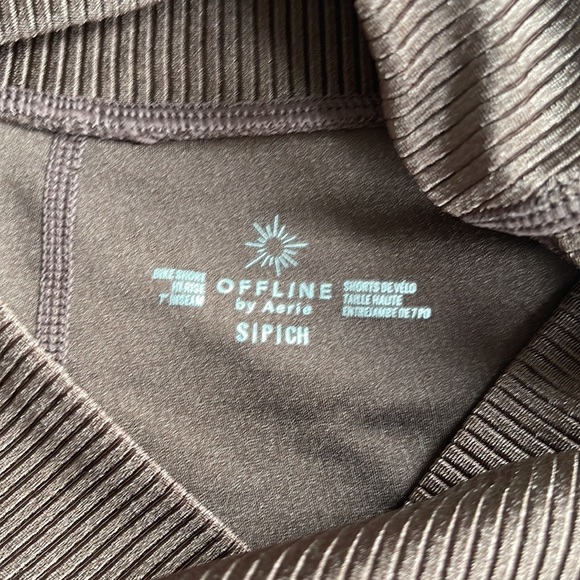 BIKE SHORT
HI RISE
7" INSEAM
OFFLINE
by Aerie
S|P|CH
SHORTS DE VÉLO
TAILLE HAUTE
ENTREJAMBE DE 7 PO